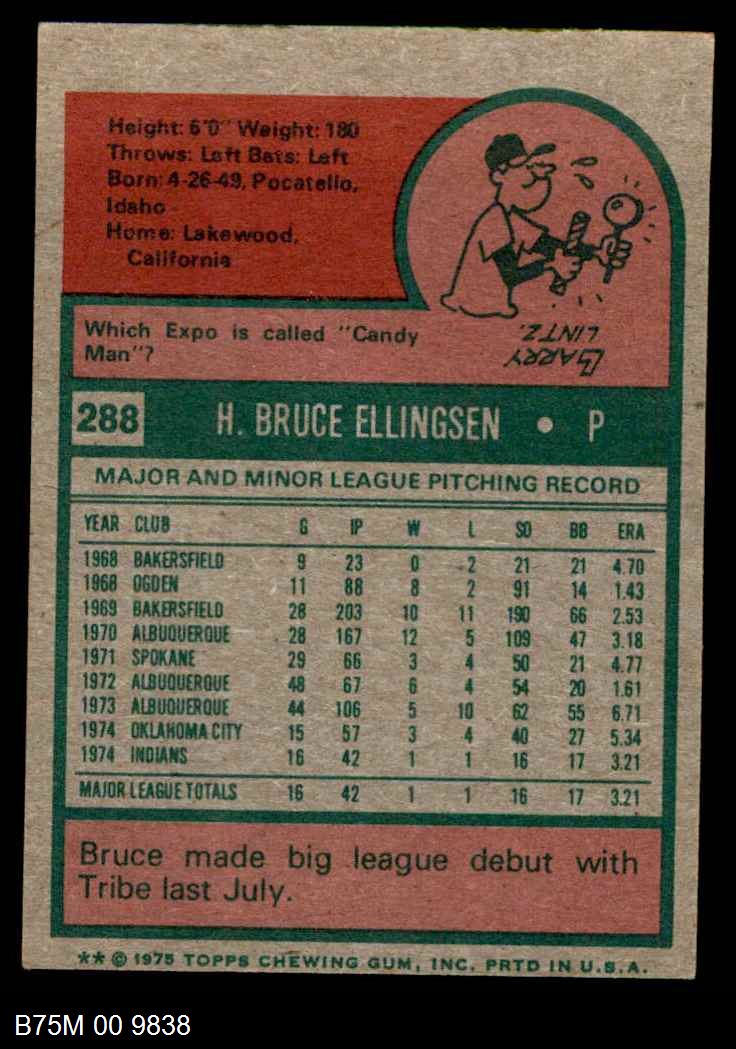 Height: 6'0" Weight: 180
Throws: Left Bats: Left
Born: 4-26-49, Pocatello,
Idaho
Home: Lakewood,
California
Which Expo is called "Candy
Man"?
BARRY
LINTZ.
288 H. BRUCE ELLINGSEN • P
MAJOR AND MINOR LEAGUE PITCHING RECORD
YEAR CLUB G IP W L SO BB ERA
1968 BAKERSFIELD 9 23 0 2 21 21 4.70
1968 OGDEN 11 88 8 2 91 14 1.43
1969 BAKERSFIELD 28 203 10 11 190 66 2.53
1970 ALBUQUERQUE 28 167 12 5 109 47 3.18
1971 SPOKANE 29 66 3 4 50 21 4.77
1972 ALBUQUERQUE 48 67 6 4 54 20 1.61
1973 ALBUQUERQUE 44 106 5 10 62 55 6.71
1974 OKLAHOMA CITY 15 57 3 4 40 27 5.34
1974 INDIANS 16 42 1 1 16 17 3.21
MAJOR LEAGUE TOTALS 16 42 1 1 16 17 3.21
Bruce made big league debut with
Tribe last July.
** © 1975 TOPPS CHEWING GUM, INC. PRTD IN U.S.A.
B75M 00 9838